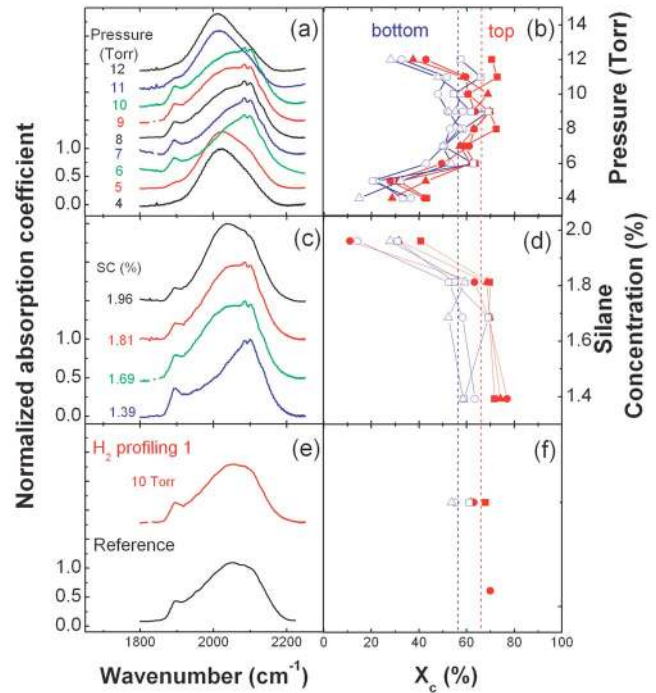 (a)
Pressure
(Torr)
12
11
10
9
8
7
6
5
4
1.0
0.5
0.0
bottom
top
(b)
14
12
10
8
6
4
Pressure (Torr)
Normalized absorption coefficient
(c)
SC (%)
1.96
1.81
1.69
1.39
1.0
0.5
0.0
(d)
2.0
1.8
1.6
1.4
Silane
Concentration (%)
(e)
H2 profiling 1
10 Torr
Reference
1.0
0.5
0.0
(f)
1800 2000 2200
0 20 40 60 80 100
Wavenumber (cm-1)
Xc (%)